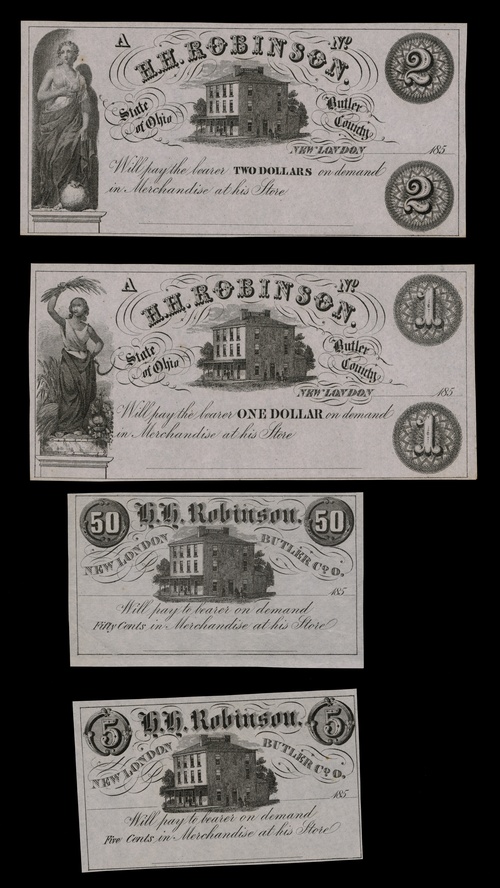 A H.H. ROBINSON. No 2
State of Ohio
Butler County
NEW LONDON 185
Will pay the bearer TWO DOLLARS on demand
in Merchandise at his Store
2
A H.H. ROBINSON. No 1
State of Ohio
Butler County
NEW LONDON 185
Will pay the bearer ONE DOLLAR on demand
in Merchandise at his Store
1
50 H.H. Robinson. 50
NEW LONDON BUTLER Co. O.
185
Will pay to bearer on demand
Fifty Cents in Merchandise at his Store
5 H.H. Robinson. 5
NEW LONDON BUTLER Co. O.
185
Will pay to bearer on demand
Five Cents in Merchandise at his Store